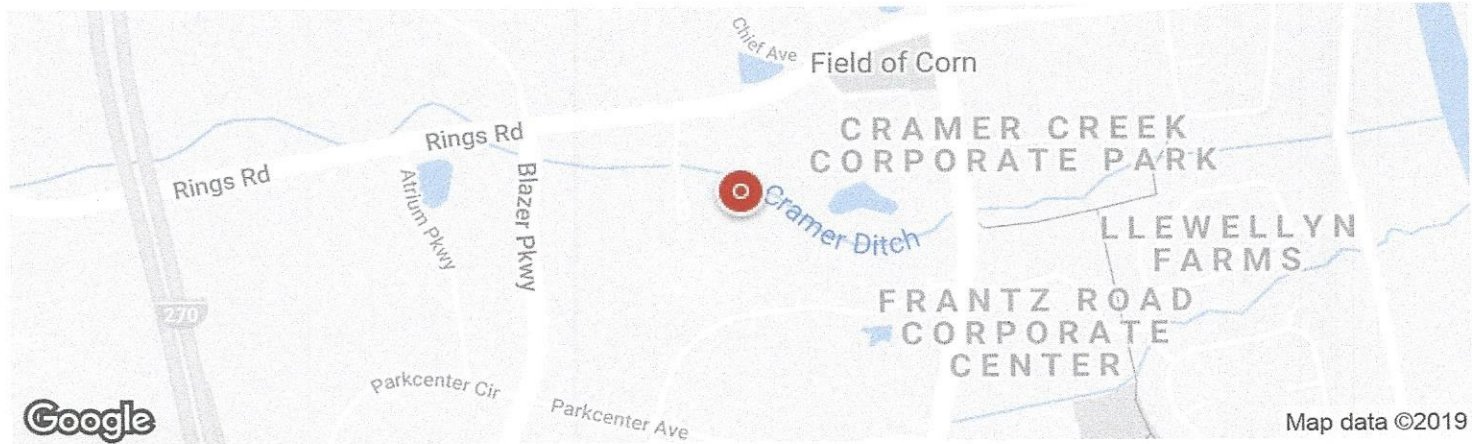 Chief Ave
Field of Corn
CRAMER CREEK
CORPORATE PARK
Rings Rd
Rings Rd
Atrium Pkwy
Blazer Pkwy
Cramer Ditch
LLEWELLYN
FARMS
FRANTZ ROAD
CORPORATE
CENTER
270
Parkcenter Cir
Parkcenter Ave
Google
Map data ©2019